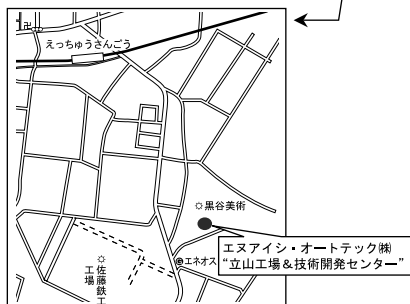 えっちゅうさんごう
黒谷美術
エヌアイシ・オートテック㈱
“立山工場＆技術開発センター”
エネオス
佐藤鉄工
工場